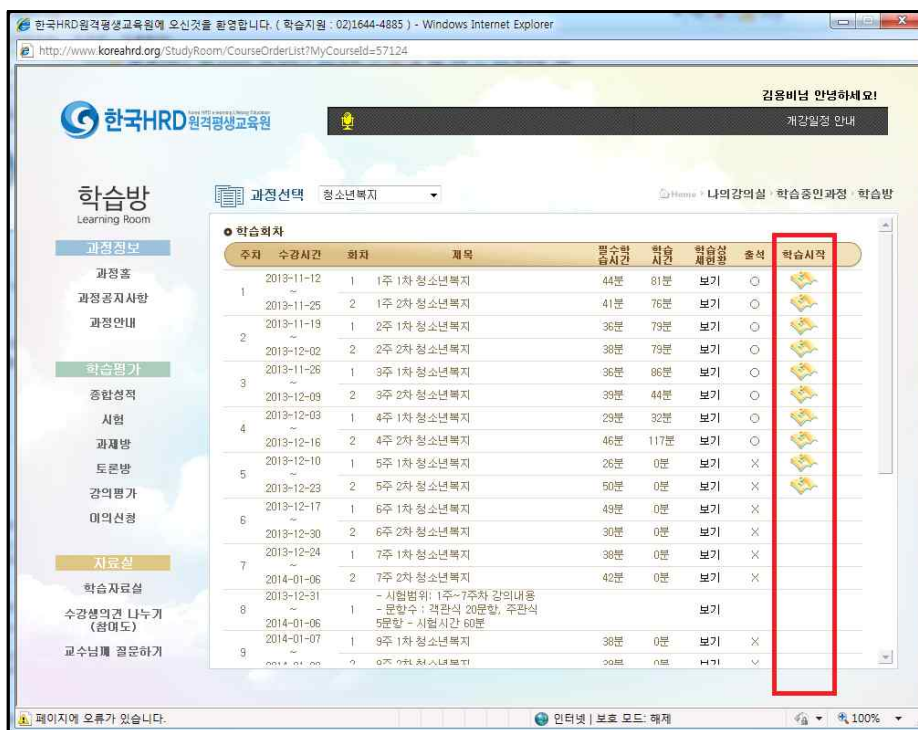 한국HRD원격평생교육원에 오신것을 환영합니다. ( 학습지원 : 02)1644-4885 ) - Windows Internet Explorer
http://www.koreahrd.org/StudyRoom/CourseOrderList?MyCourseId=57124
김용비님 안녕하세요!
한국HRD원격평생교육원
개강일정 안내
학습방
Learning Room
과정선택 청소년복지
Home 나의강의실 학습중인과정 학습방
학습회차
주차 수강시간 회차 제목 필수학습시간 학습시간 학습상세현황 출석 학습시작
1 2013-11-12 ~ 2013-11-25
1 1주 1차 청소년복지 44분 81분 보기 ○
2 1주 2차 청소년복지 41분 76분 보기 ○
2 2013-11-19 ~ 2013-12-02
1 2주 1차 청소년복지 36분 79분 보기 ○
2 2주 2차 청소년복지 38분 79분 보기 ○
3 2013-11-26 ~ 2013-12-09
1 3주 1차 청소년복지 36분 86분 보기 ○
2 3주 2차 청소년복지 39분 44분 보기 ○
4 2013-12-03 ~ 2013-12-16
1 4주 1차 청소년복지 29분 32분 보기 ○
2 4주 2차 청소년복지 46분 117분 보기 ○
5 2013-12-10 ~ 2013-12-23
1 5주 1차 청소년복지 26분 0분 보기 X
2 5주 2차 청소년복지 50분 0분 보기 X
6 2013-12-17 ~ 2013-12-30
1 6주 1차 청소년복지 49분 0분 보기 X
2 6주 2차 청소년복지 30분 0분 보기 X
7 2013-12-24 ~ 2014-01-06
1 7주 1차 청소년복지 38분 0분 보기 X
2 7주 2차 청소년복지 42분 0분 보기 X
8 2013-12-31 ~ 2014-01-06
1 - 시험범위: 1주~7주차 강의내용
- 문항수 : 객관식 20문항, 주관식
5문항 - 시험시간 60분
보기
9 2014-01-07 ~
1 9주 1차 청소년복지 38분 0분 보기 X
2 9주 2차 청소년복지
과정정보
과정홈
과정공지사항
과정안내
학습평가
종합성적
시험
과제방
토론방
강의평가
이의신청
자료실
학습자료실
수강생의견 나누기
(참여도)
교수님께 질문하기
페이지에 오류가 있습니다.
인터넷 | 보호 모드: 해제
100%